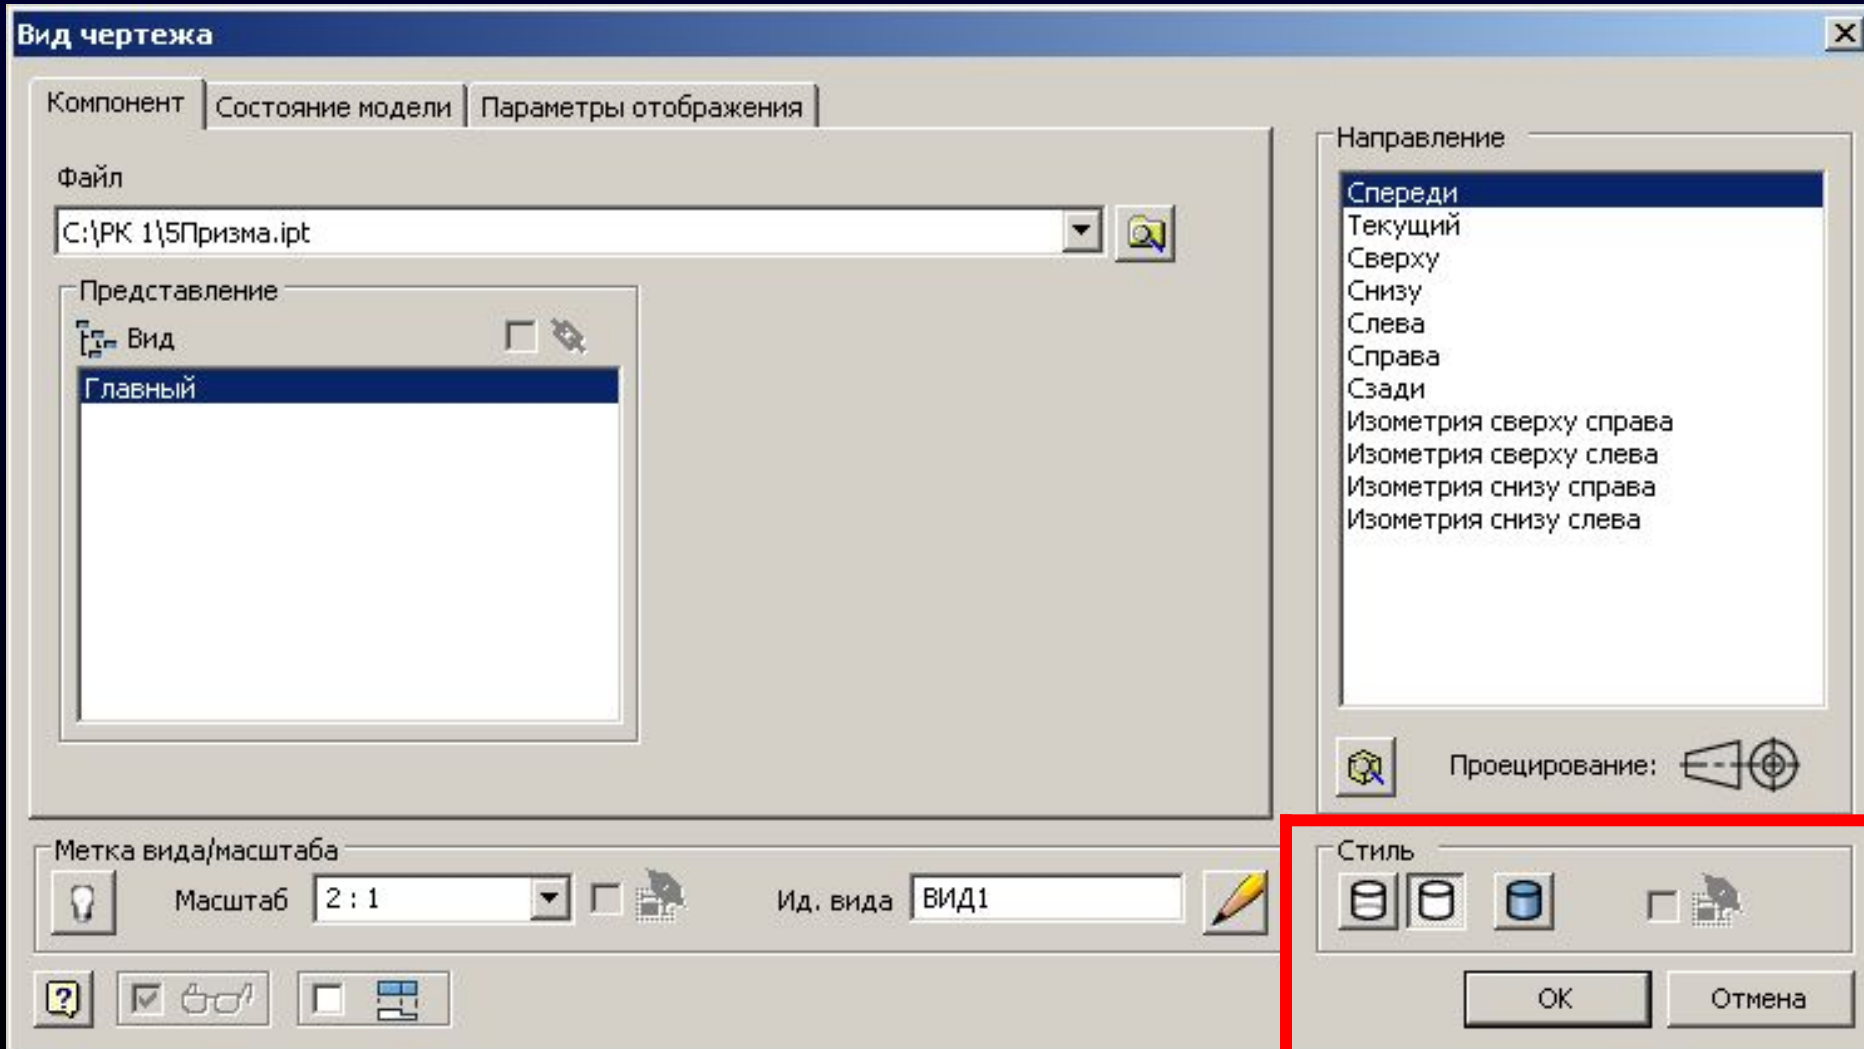 Вид чертежа
Компонент
Состояние модели
Параметры отображения
Файл
C:\РК 1\5Призма.ipt
Представление
Вид
Главный
Направление
Спереди
Текущий
Сверху
Снизу
Слева
Справа
Сзади
Изометрия сверху справа
Изометрия сверху слева
Изометрия снизу справа
Изометрия снизу слева
Проецирование:
Метка вида/масштаба
Масштаб 2 : 1 Ид. вида ВИД1
Стиль
?
OK
Отмена